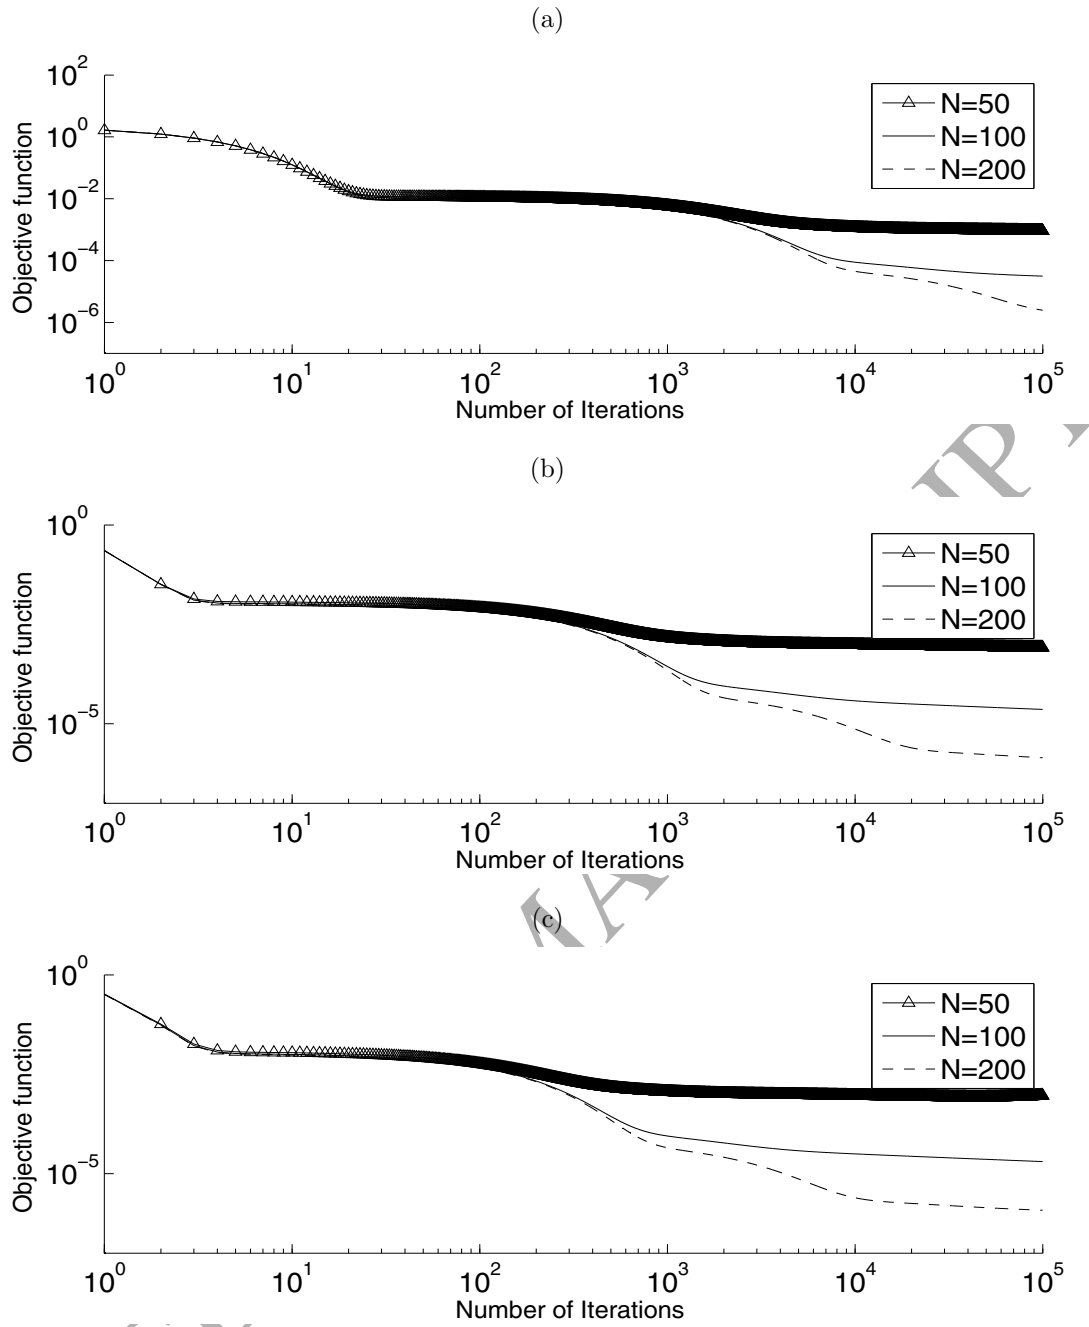 (a)
10^2
10^0
10^-2
10^-4
10^-6
Objective function
N=50
N=100
N=200
10^0 10^1 10^2 10^3 10^4 10^5
Number of Iterations
(b)
10^0
10^-5
Objective function
N=50
N=100
N=200
10^0 10^1 10^2 10^3 10^4 10^5
Number of Iterations
(c)
10^0
10^-5
Objective function
N=50
N=100
N=200
10^0 10^1 10^2 10^3 10^4 10^5
Number of Iterations